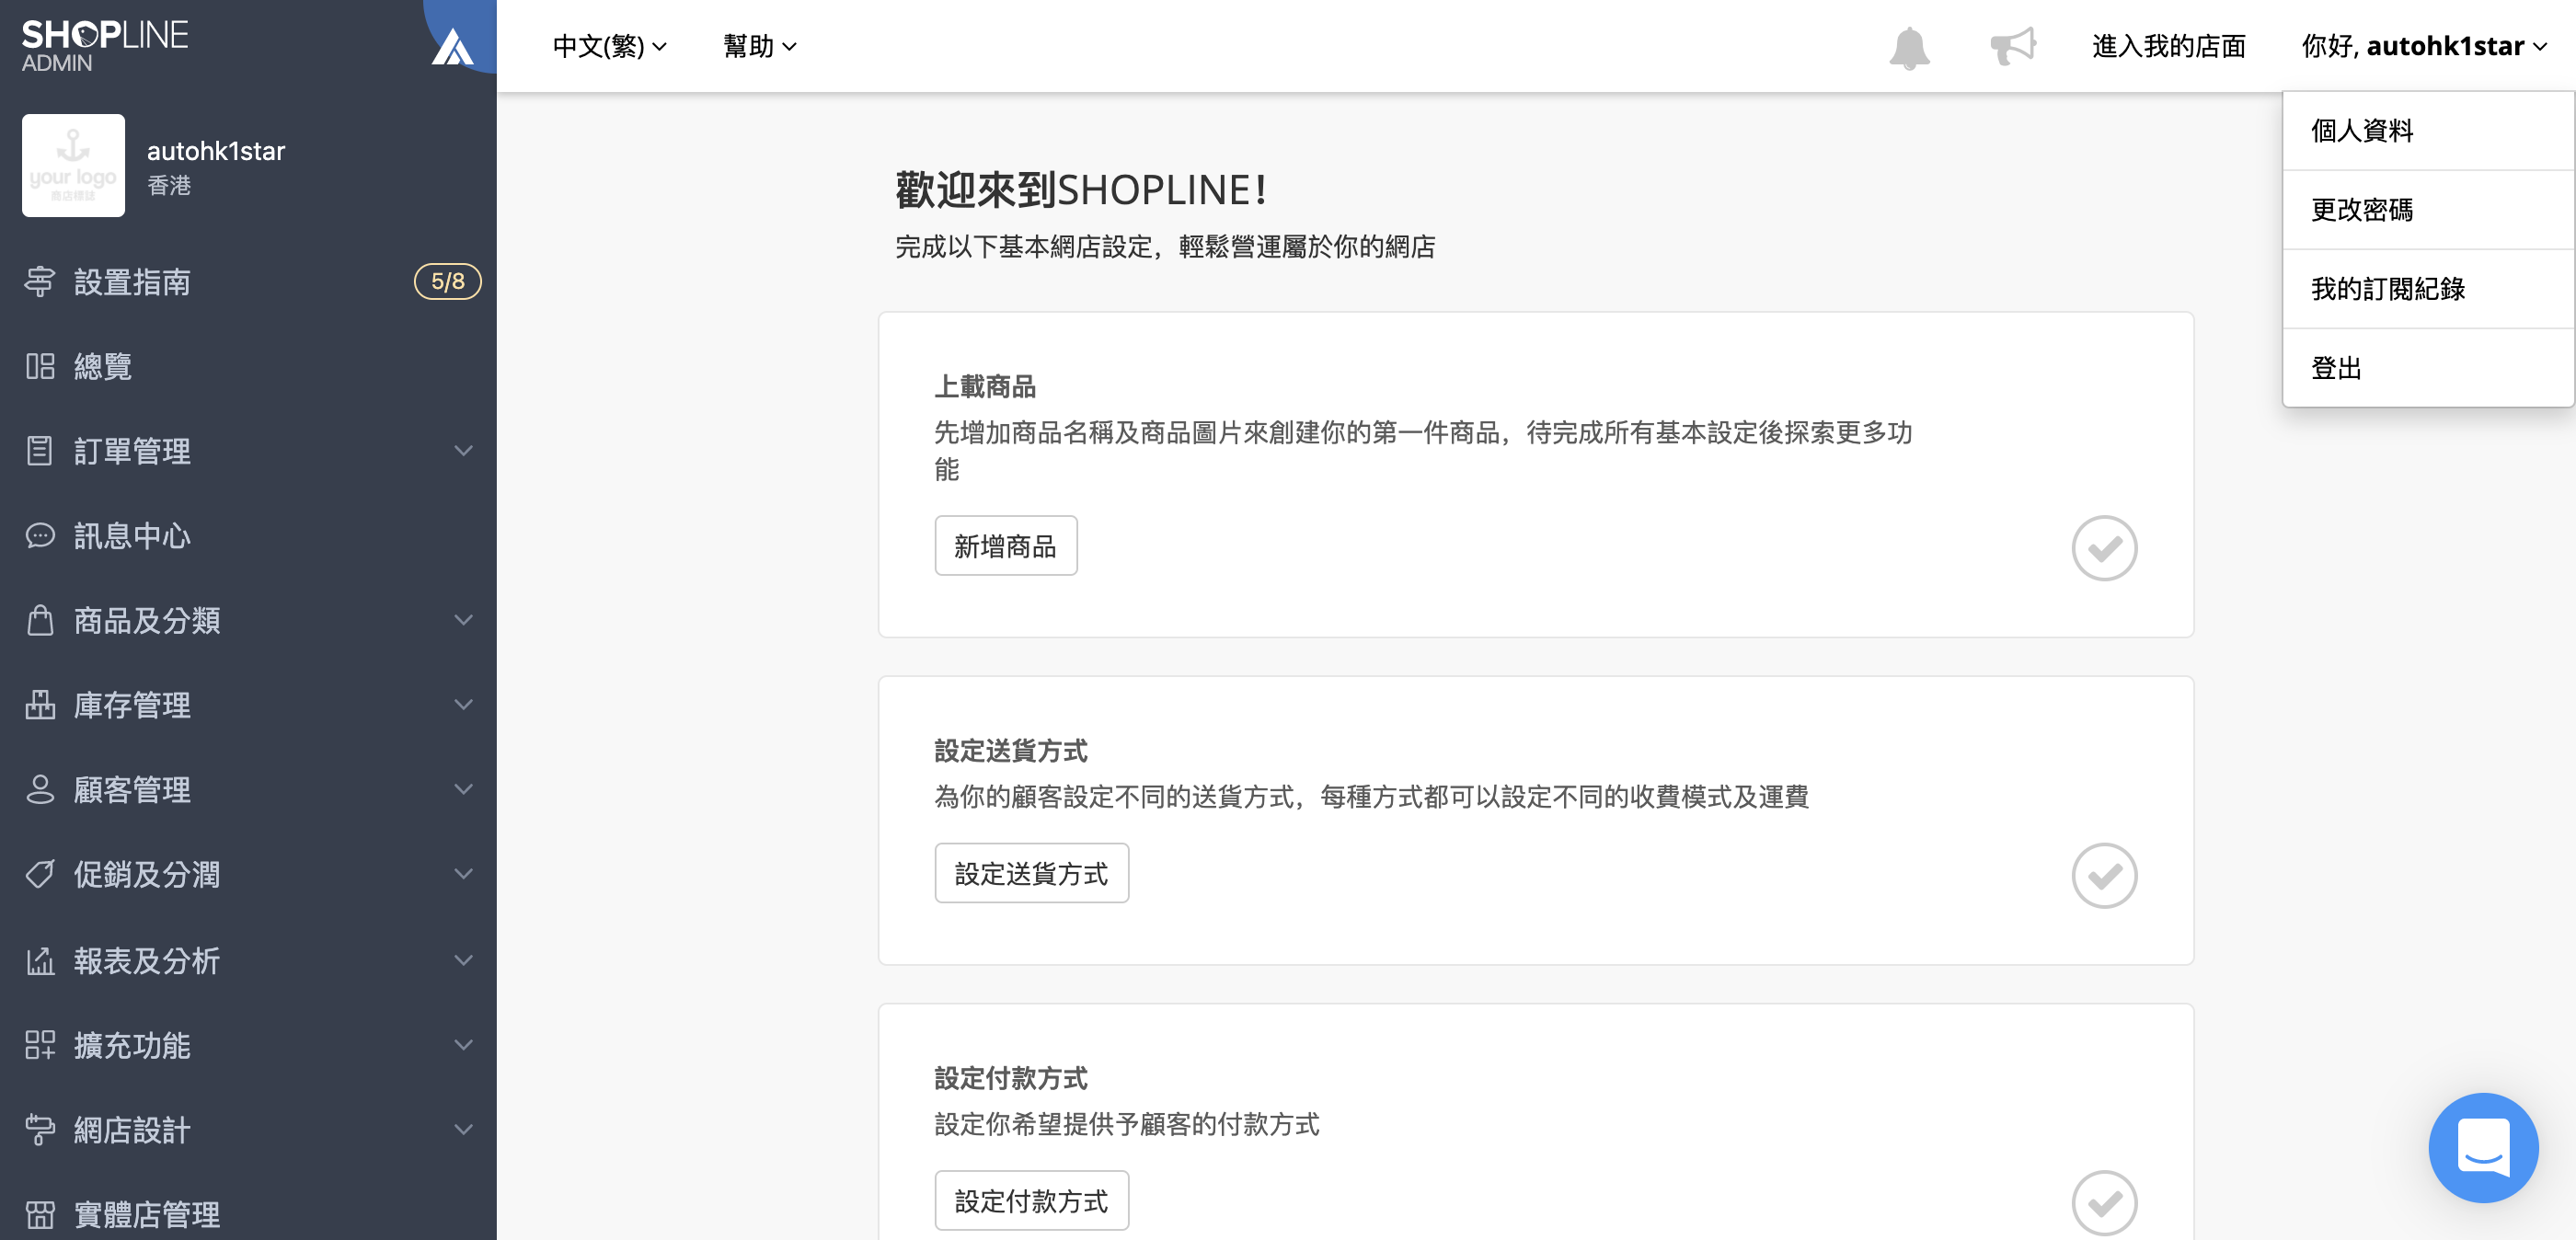 SHOPLINE
ADMIN
autohk1star
香港
your logo
商店標誌
設置指南
5/8
總覽
訂單管理
訊息中心
商品及分類
庫存管理
顧客管理
促銷及分潤
報表及分析
擴充功能
網店設計
實體店管理
中文(繁)
幫助
進入我的店面
你好, autohk1star
個人資料
更改密碼
我的訂閱紀錄
登出
歡迎來到SHOPLINE！
完成以下基本網店設定，輕鬆營運屬於你的網店
上載商品
先增加商品名稱及商品圖片來創建你的第一件商品，待完成所有基本設定後探索更多功
能
新增商品
設定送貨方式
為你的顧客設定不同的送貨方式，每種方式都可以設定不同的收費模式及運費
設定送貨方式
設定付款方式
設定你希望提供予顧客的付款方式
設定付款方式